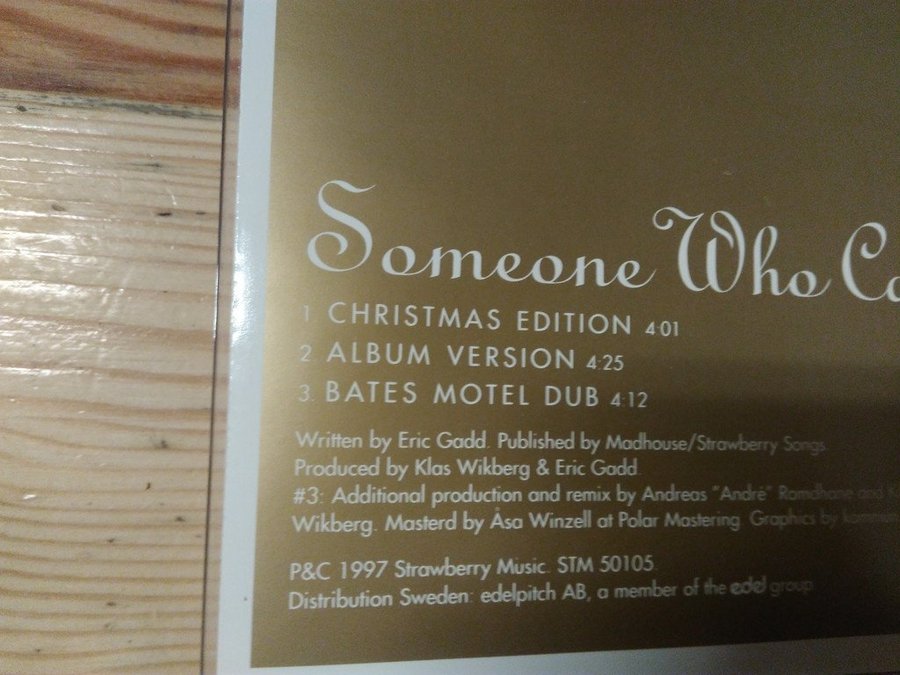 Someone Who Ca
1. CHRISTMAS EDITION 4:01
2. ALBUM VERSION 4:25
3. BATES MOTEL DUB 4:12
Written by Eric Gadd. Published by Madhouse/Strawberry Songs
Produced by Klas Wikberg & Eric Gadd.
#3: Additional production and remix by Andreas "Andrè" Ramdhane and K
Wikberg. Masterd by Åsa Winzell at Polar Mastering. Graphics by
P&C 1997 Strawberry Music. STM 50105.
Distribution Sweden: edelpitch AB, a member of the edel group